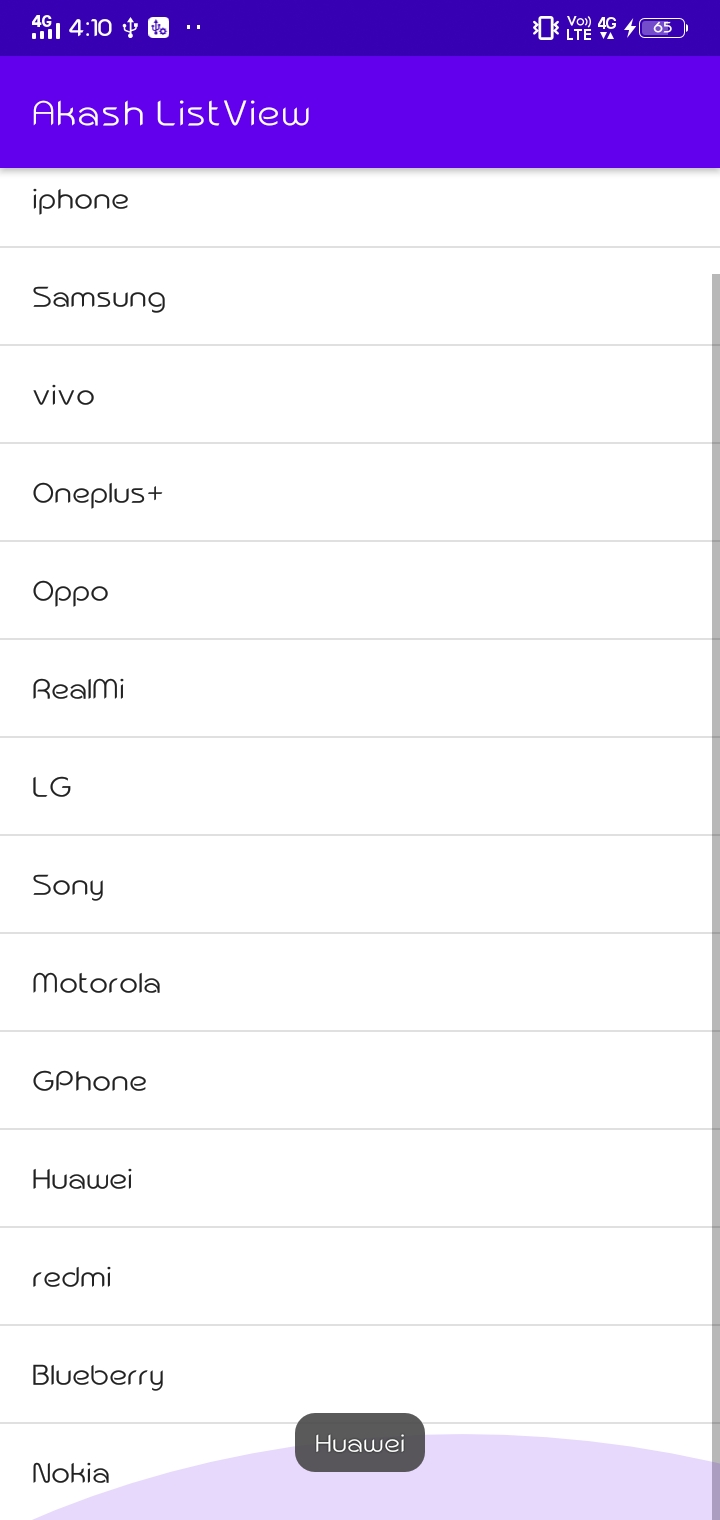 4G 4:10 Vo)) LTE 4G 65
Akash ListView
iphone
Samsung
vivo
Oneplus+
Oppo
RealMi
LG
Sony
Motorola
GPhone
Huawei
redmi
Blueberry
Huawei
Nokia